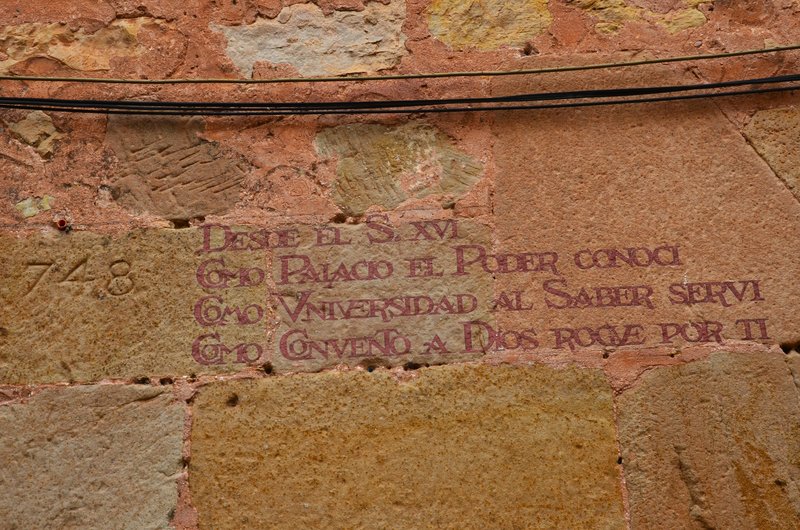 DESDE EL S. XVI
COMO PALACIO EL PODER CONOCI
748 COMO VNIVERSIDAD AL SABER SERVI
COMO CONVENTO A DIOS ROGVE POR TI